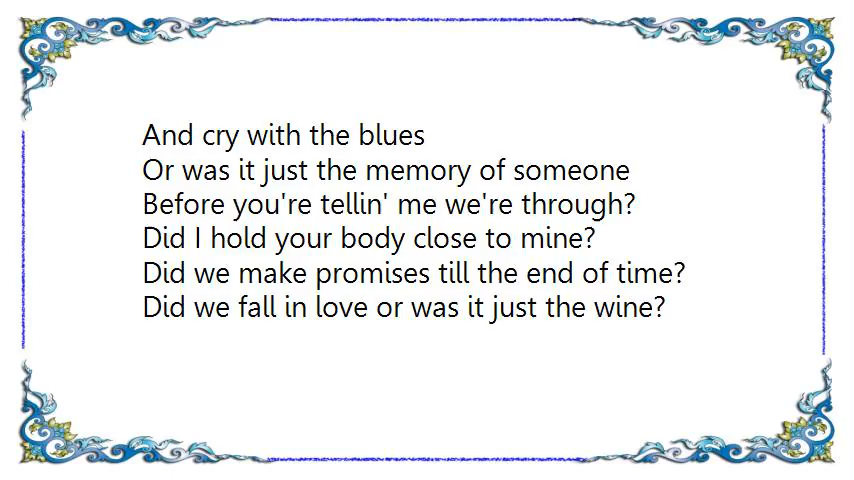 And cry with the blues
Or was it just the memory of someone
Before you're tellin' me we're through?
Did I hold your body close to mine?
Did we make promises till the end of time?
Did we fall in love or was it just the wine?